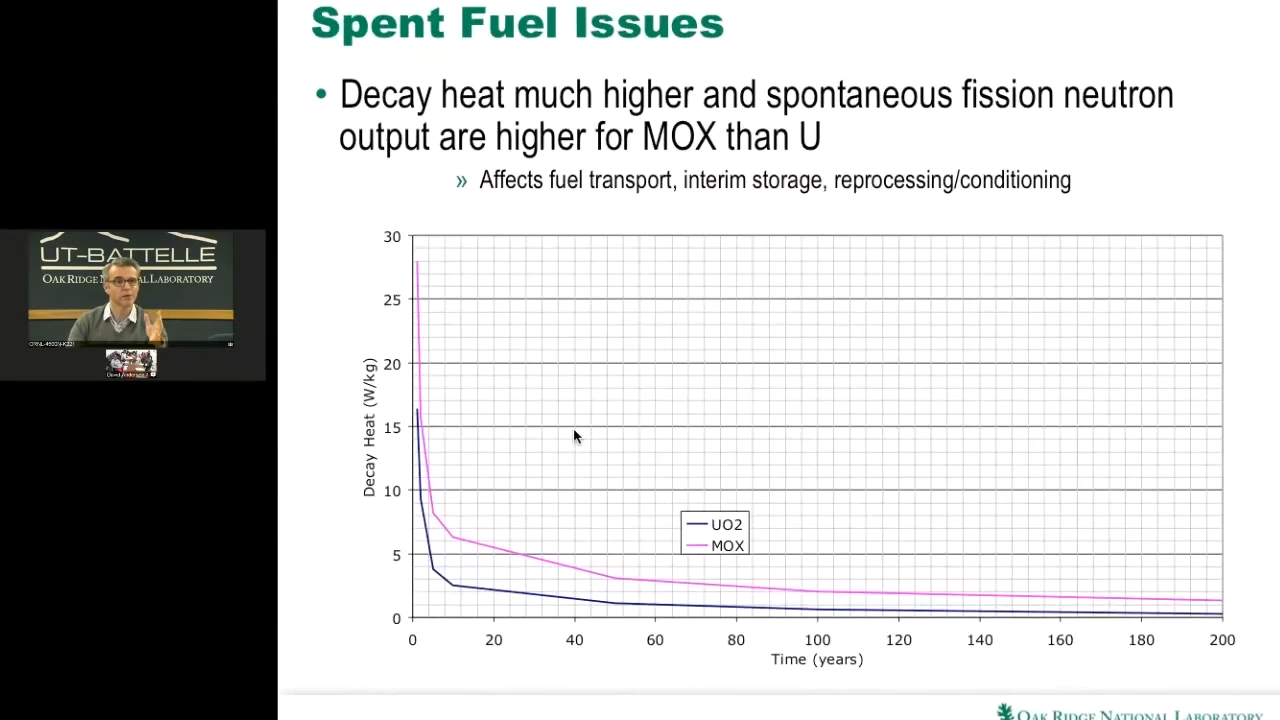 Spent Fuel Issues
• Decay heat much higher and spontaneous fission neutron
output are higher for MOX than U
» Affects fuel transport, interim storage, reprocessing/conditioning
30
25
20
15
10
5
0
Decay Heat (W/kg)
UO2
MOX
0 20 40 60 80 100 120 140 160 180 200
Time (years)
OAK RIDGE NATIONAL LABORATORY
UT-BATTELLE
OAK RIDGE NATIONAL LABORATORY
David Anderson